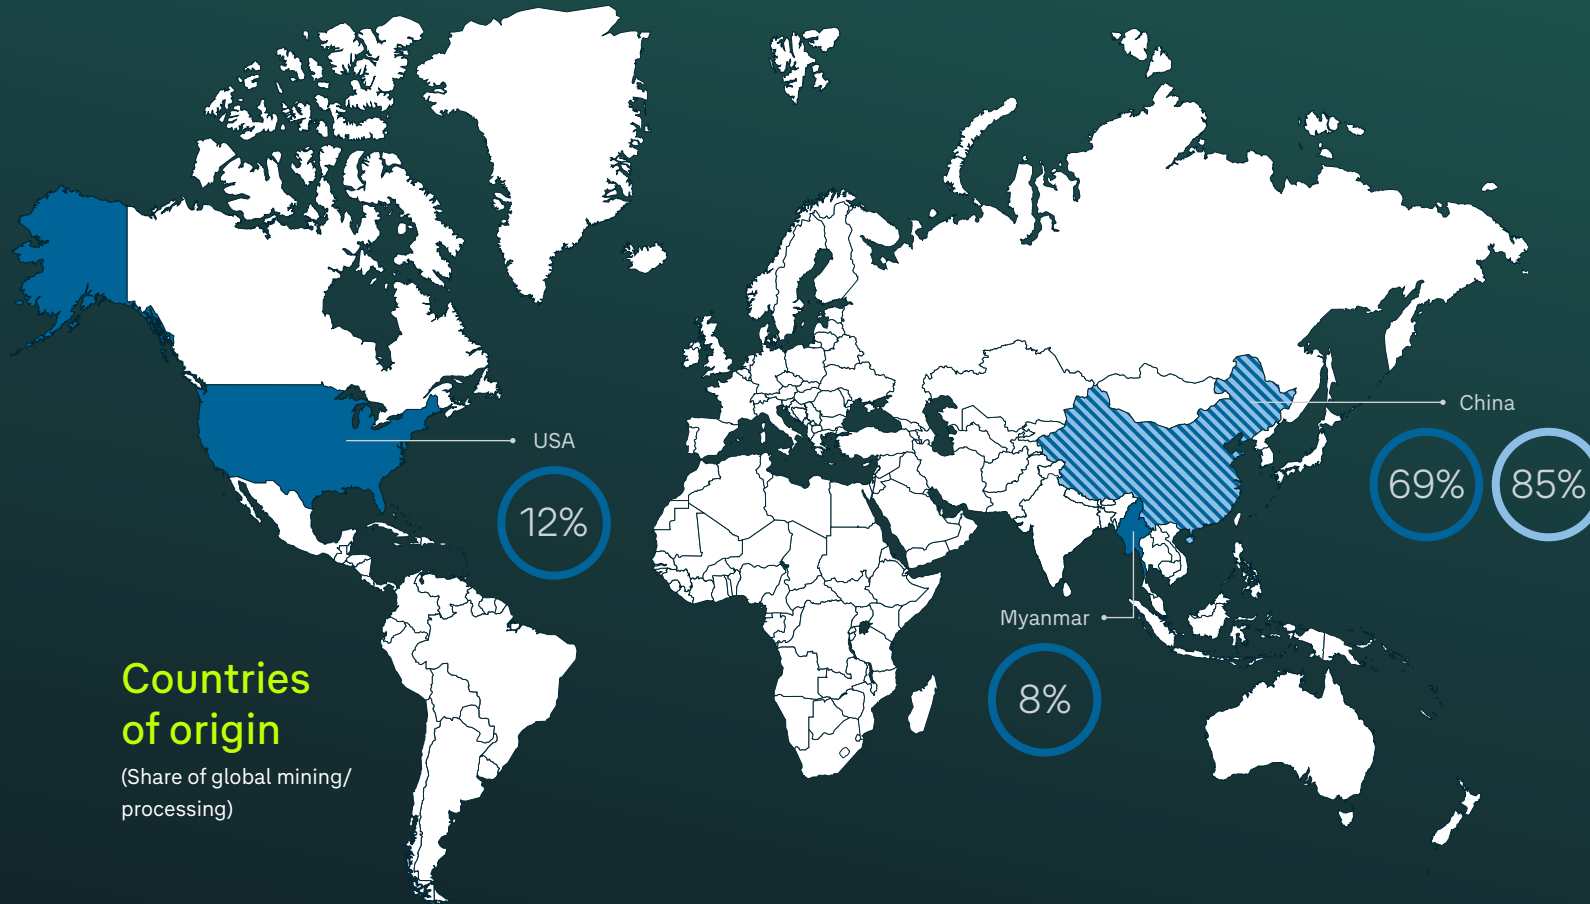 China
69% 85%
USA
12%
Myanmar
8%
Countries
of origin
(Share of global mining/
processing)